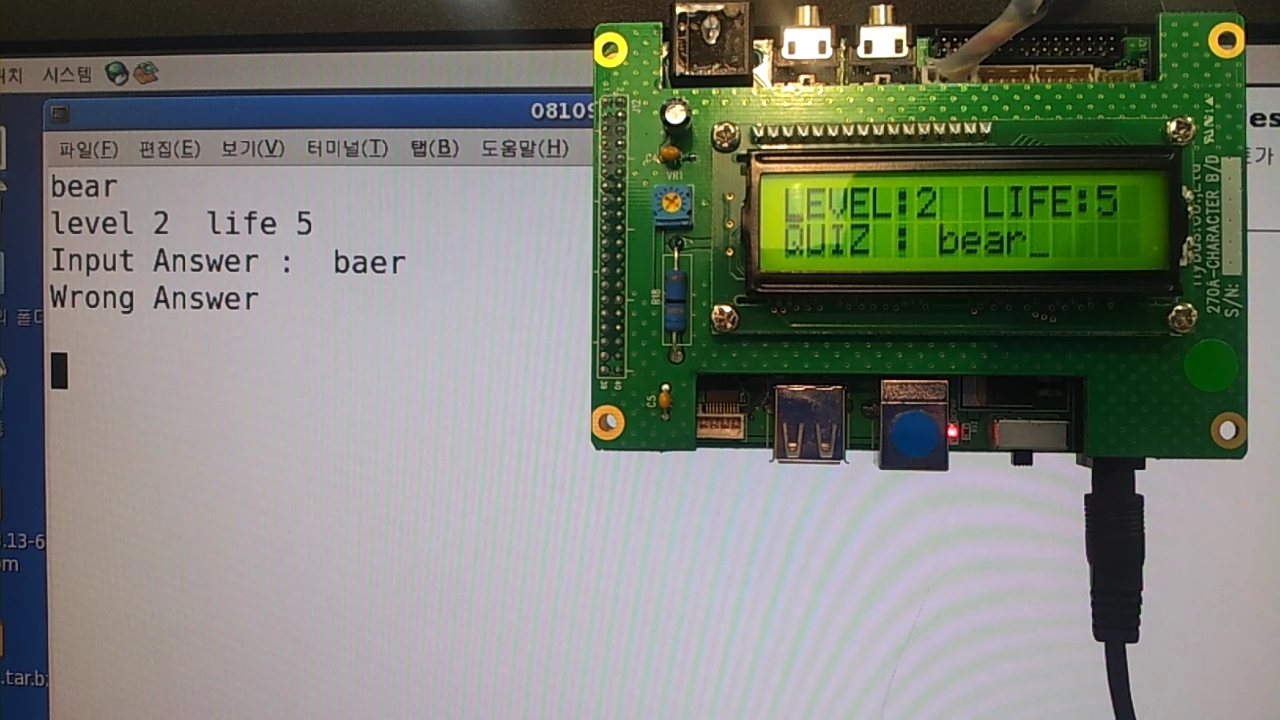 시스템
08109
파일(F) 편집(E) 보기(V) 터미널(T) 탭(B) 도움말(H)
bear
level 2 life 5
Input Answer : baer
Wrong Answer
LEVEL:2 LIFE:5
QUIZ : bear_
VR1
R18
C5
270A-CHARACTER B/D
S/N:
.13-6
.tar.b